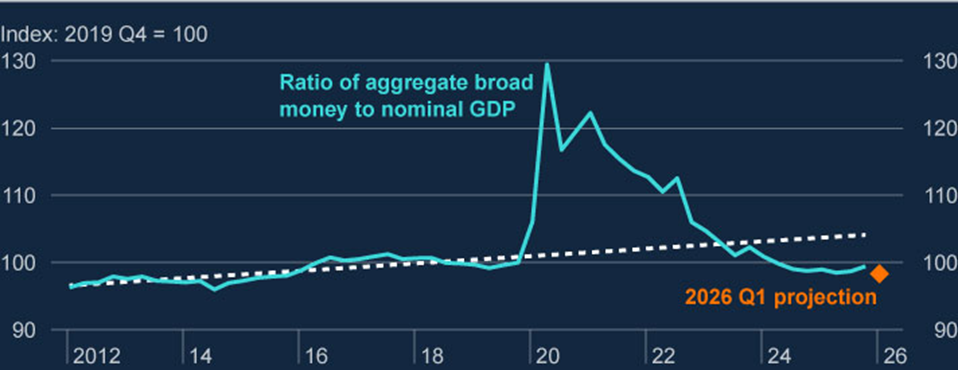 Index: 2019 Q4 = 100
130 130
Ratio of aggregate broad
money to nominal GDP
120 120
110 110
100 100
2026 Q1 projection
90 90
2012 14 16 18 20 22 24 26